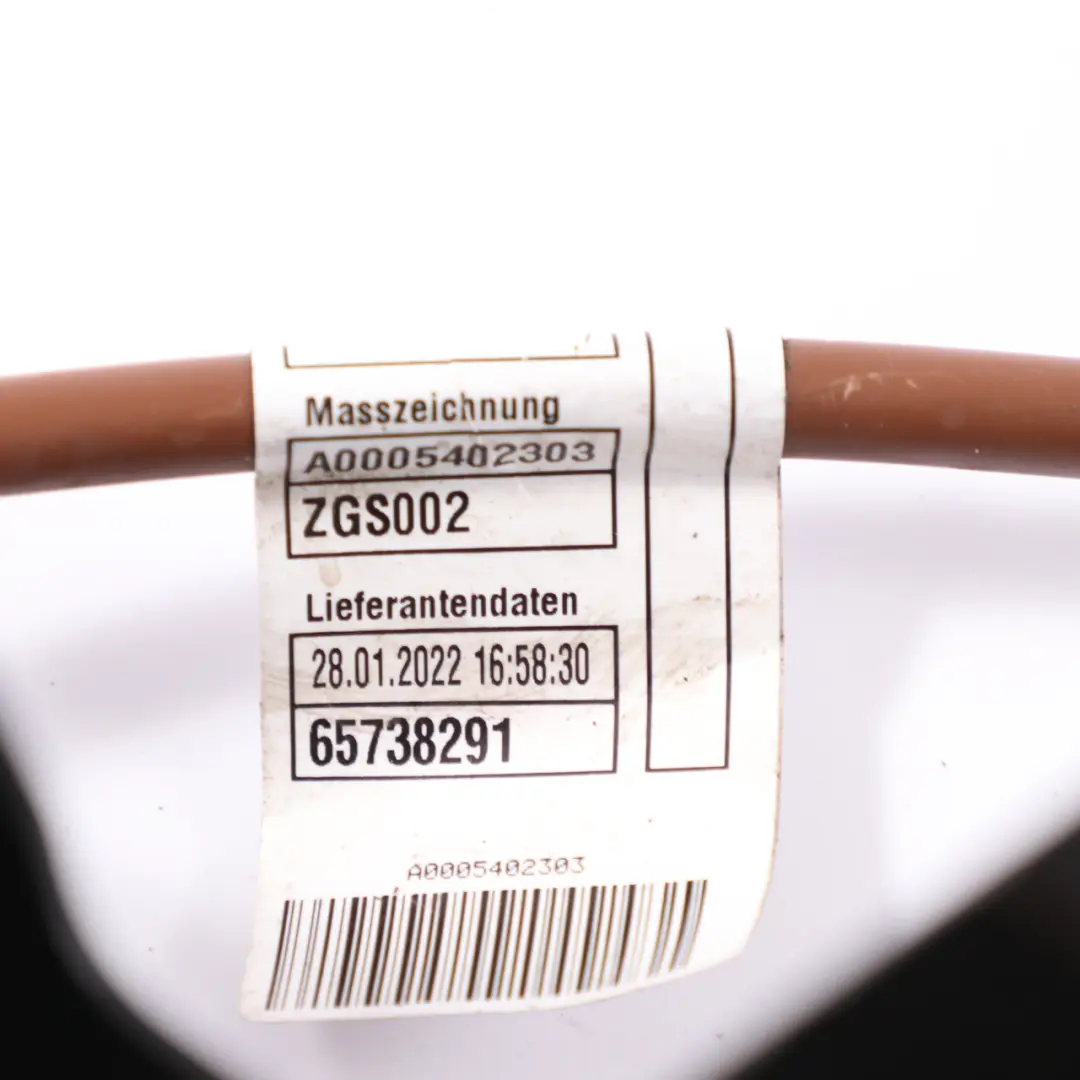 Masszeichnung
A0005402303
ZGS002
Lieferantendaten
28.01.2022 16:58:30
65738291
A0005402303